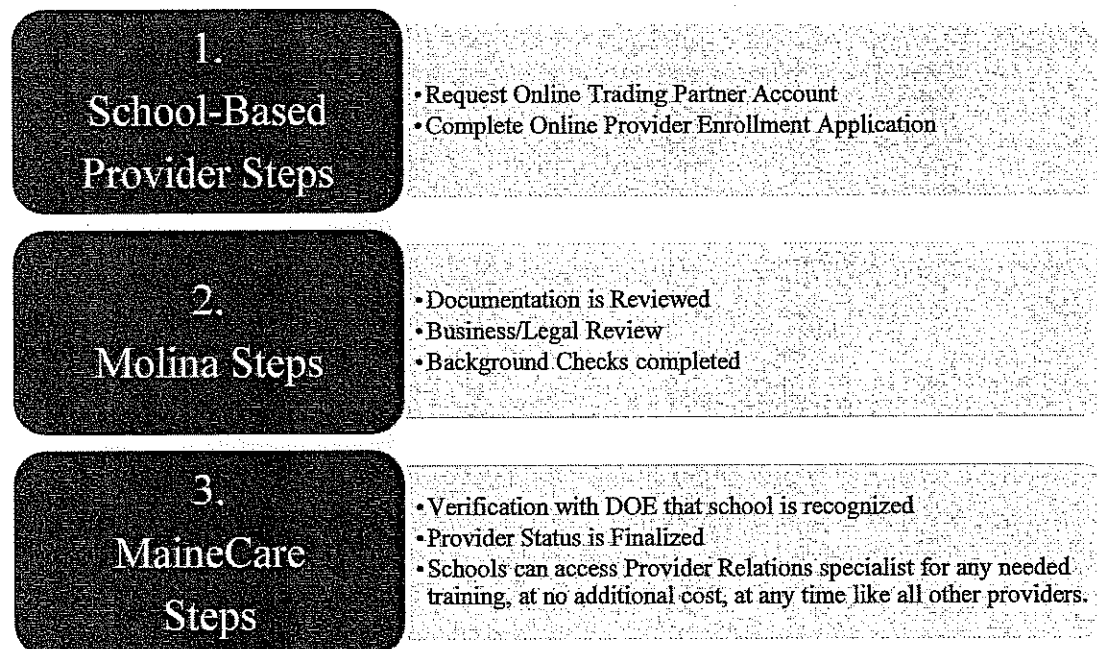 1.
School-Based
Provider Steps
•Request Online Trading Partner Account
•Complete Online Provider Enrollment Application
2.
Molina Steps
•Documentation is Reviewed
•Business/Legal Review
•Background Checks completed
3.
MaineCare
Steps
•Verification with DOE that school is recognized
•Provider Status is Finalized
•Schools can access Provider Relations specialist for any needed
training, at no additional cost, at any time like all other providers.